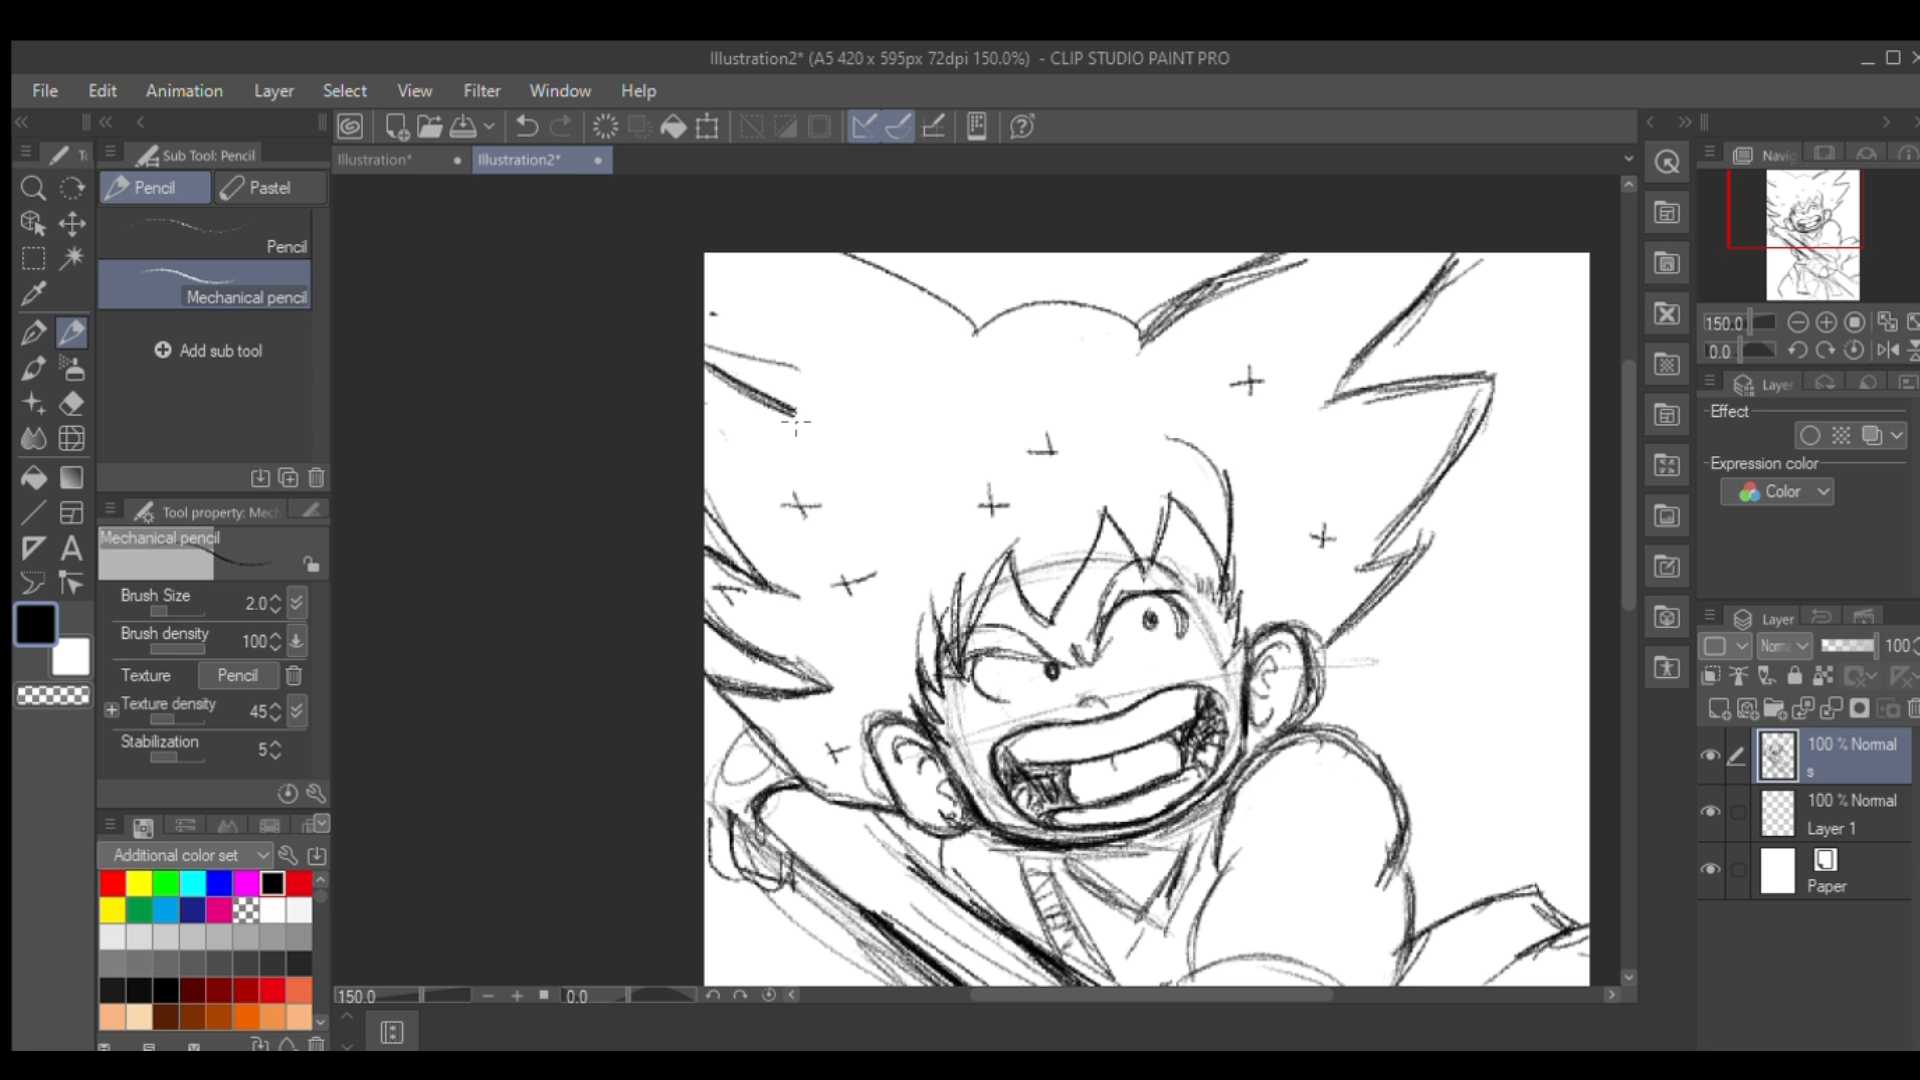 Illustration2* (A5 420 x 595px 72dpi 150.0%) - CLIP STUDIO PAINT PRO
File Edit Animation Layer Select View Filter Window Help
Sub Tool: Pencil
Illustration*
Illustration2*
Pencil
Pastel
Pencil
Mechanical pencil
Add sub tool
Tool property: Mec
Mechanical pencil
Brush Size 2.0
Brush density 100
Texture Pencil
Texture density 45
Stabilization 5
Additional color set
150.0
0.0
Navig
150.0
0.0
Layer
Effect
Expression color
Color
Layer
Norm 100
100 % Normal
s
100 % Normal
Layer 1
Paper